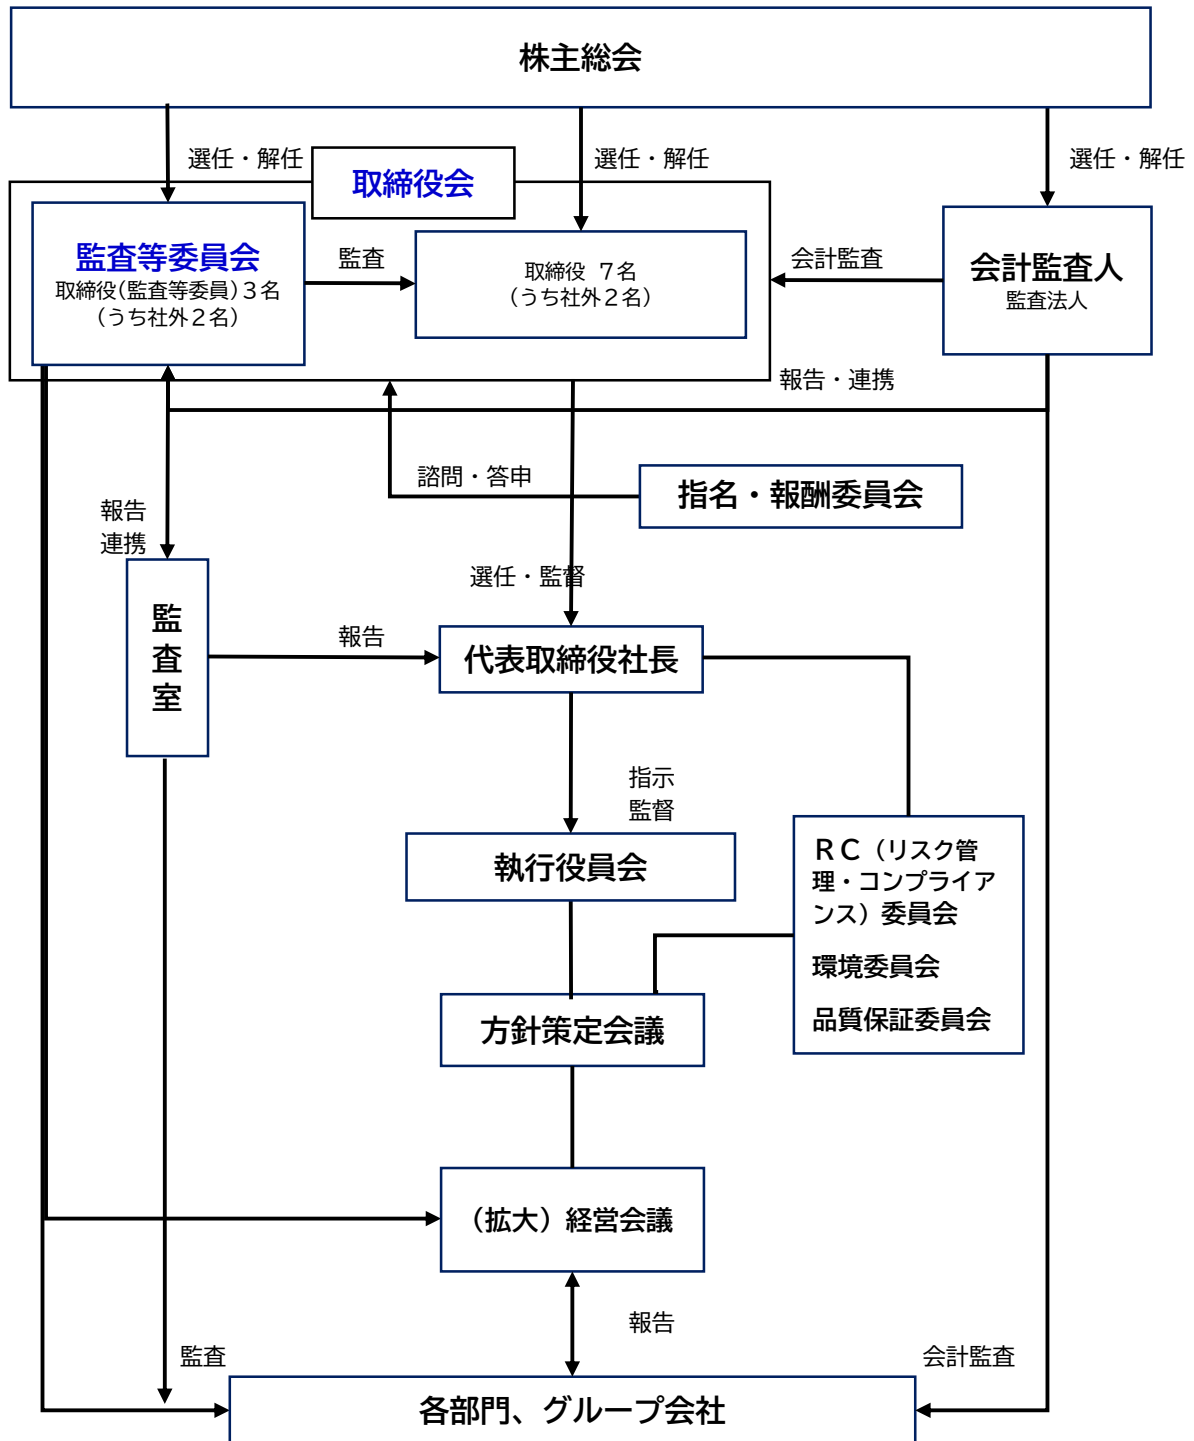 株主総会
選任・解任
選任・解任
選任・解任
取締役会
監査等委員会
取締役(監査等委員)3名
(うち社外2名)
監査
取締役 7名
(うち社外2名)
会計監査
会計監査人
監査法人
報告・連携
諮問・答申
指名・報酬委員会
報告
連携
選任・監督
監
査
室
報告
代表取締役社長
指示
監督
執行役員会
RC(リスク管
理・コンプライア
ンス)委員会
環境委員会
品質保証委員会
方針策定会議
(拡大)経営会議
報告
監査
会計監査
各部門、グループ会社